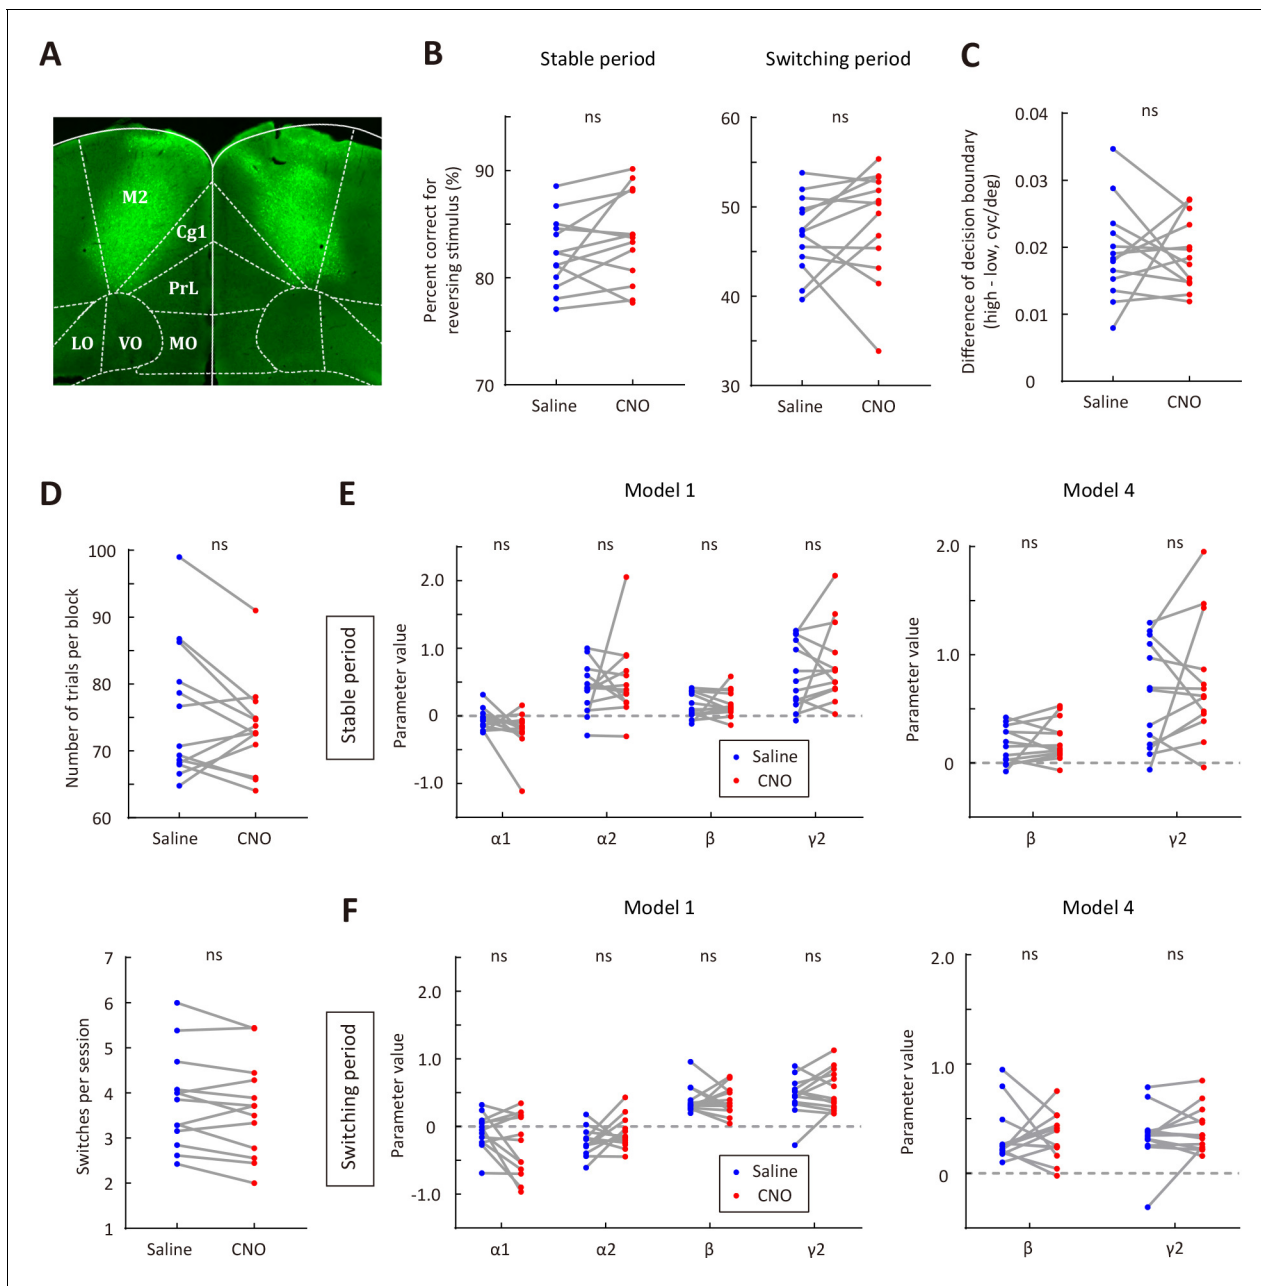 A
M2
Cg1
PrL
LO
VO
MO
B
Stable period
Switching period
Percent correct for
reversing stimulus (%)
ns
90
80
70
Saline
CNO
ns
60
50
40
30
Saline
CNO
C
Difference of decision boundary
(high - low, cyc/deg)
ns
0.04
0.03
0.02
0.01
0
Saline
CNO
D
Number of trials per block
ns
100
90
80
70
60
Saline
CNO
Switches per session
ns
7
6
5
4
3
2
1
Saline
CNO
E
Stable period
Model 1
Parameter value
ns
ns
ns
ns
2.0
1.0
0
-1.0
Saline
CNO
α1
α2
β
γ2
Model 4
Parameter value
ns
ns
2.0
1.0
0
β
γ2
F
Switching period
Model 1
Parameter value
ns
ns
ns
ns
2.0
1.0
0
-1.0
Saline
CNO
α1
α2
β
γ2
Model 4
Parameter value
ns
ns
2.0
1.0
0
β
γ2